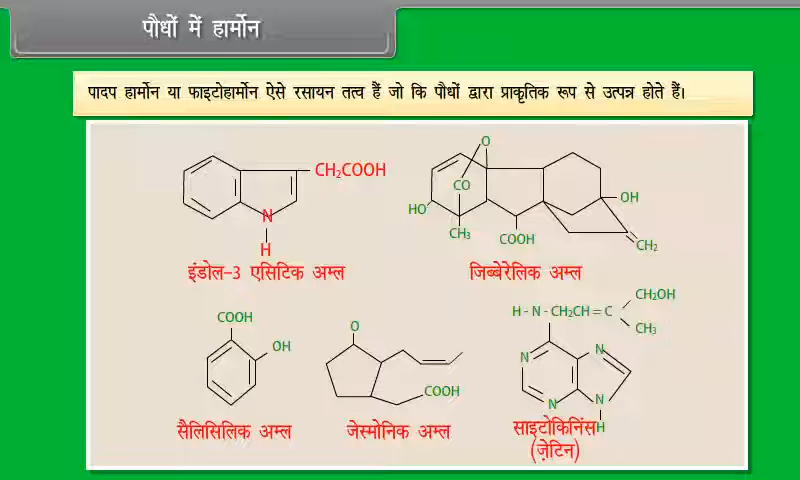 पौधों में हार्मोन
पादप हार्मोन या फाइटोहार्मोन ऐसे रसायन तत्व हैं जो कि पौधों द्वारा प्राकृतिक रूप से उत्पन्न होते हैं।
CH₂COOH
N
H
इंडोल-3 एसिटिक अम्ल
O
CO
HO
OH
CH₃
COOH
CH₂
जिब्बेरेलिक अम्ल
COOH
OH
सैलिसिलिक अम्ल
O
COOH
जेस्मोनिक अम्ल
CH₂OH
H - N - CH₂CH = C
CH₃
N
N
N
N
H
साइटोकिनिंस
(ज़ेटिन)